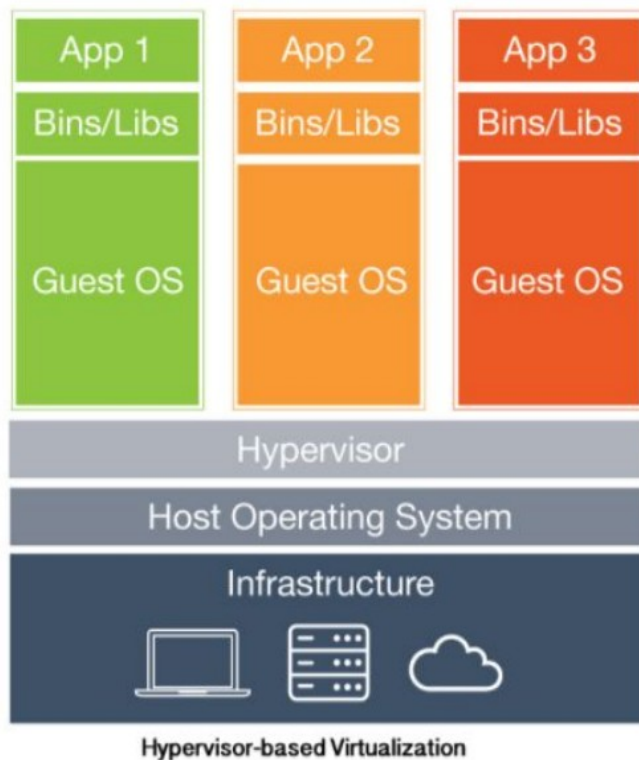 App 1 App 2 App 3
Bins/Libs Bins/Libs Bins/Libs
Guest OS Guest OS Guest OS
Hypervisor
Host Operating System
Infrastructure
Hypervisor-based Virtualization